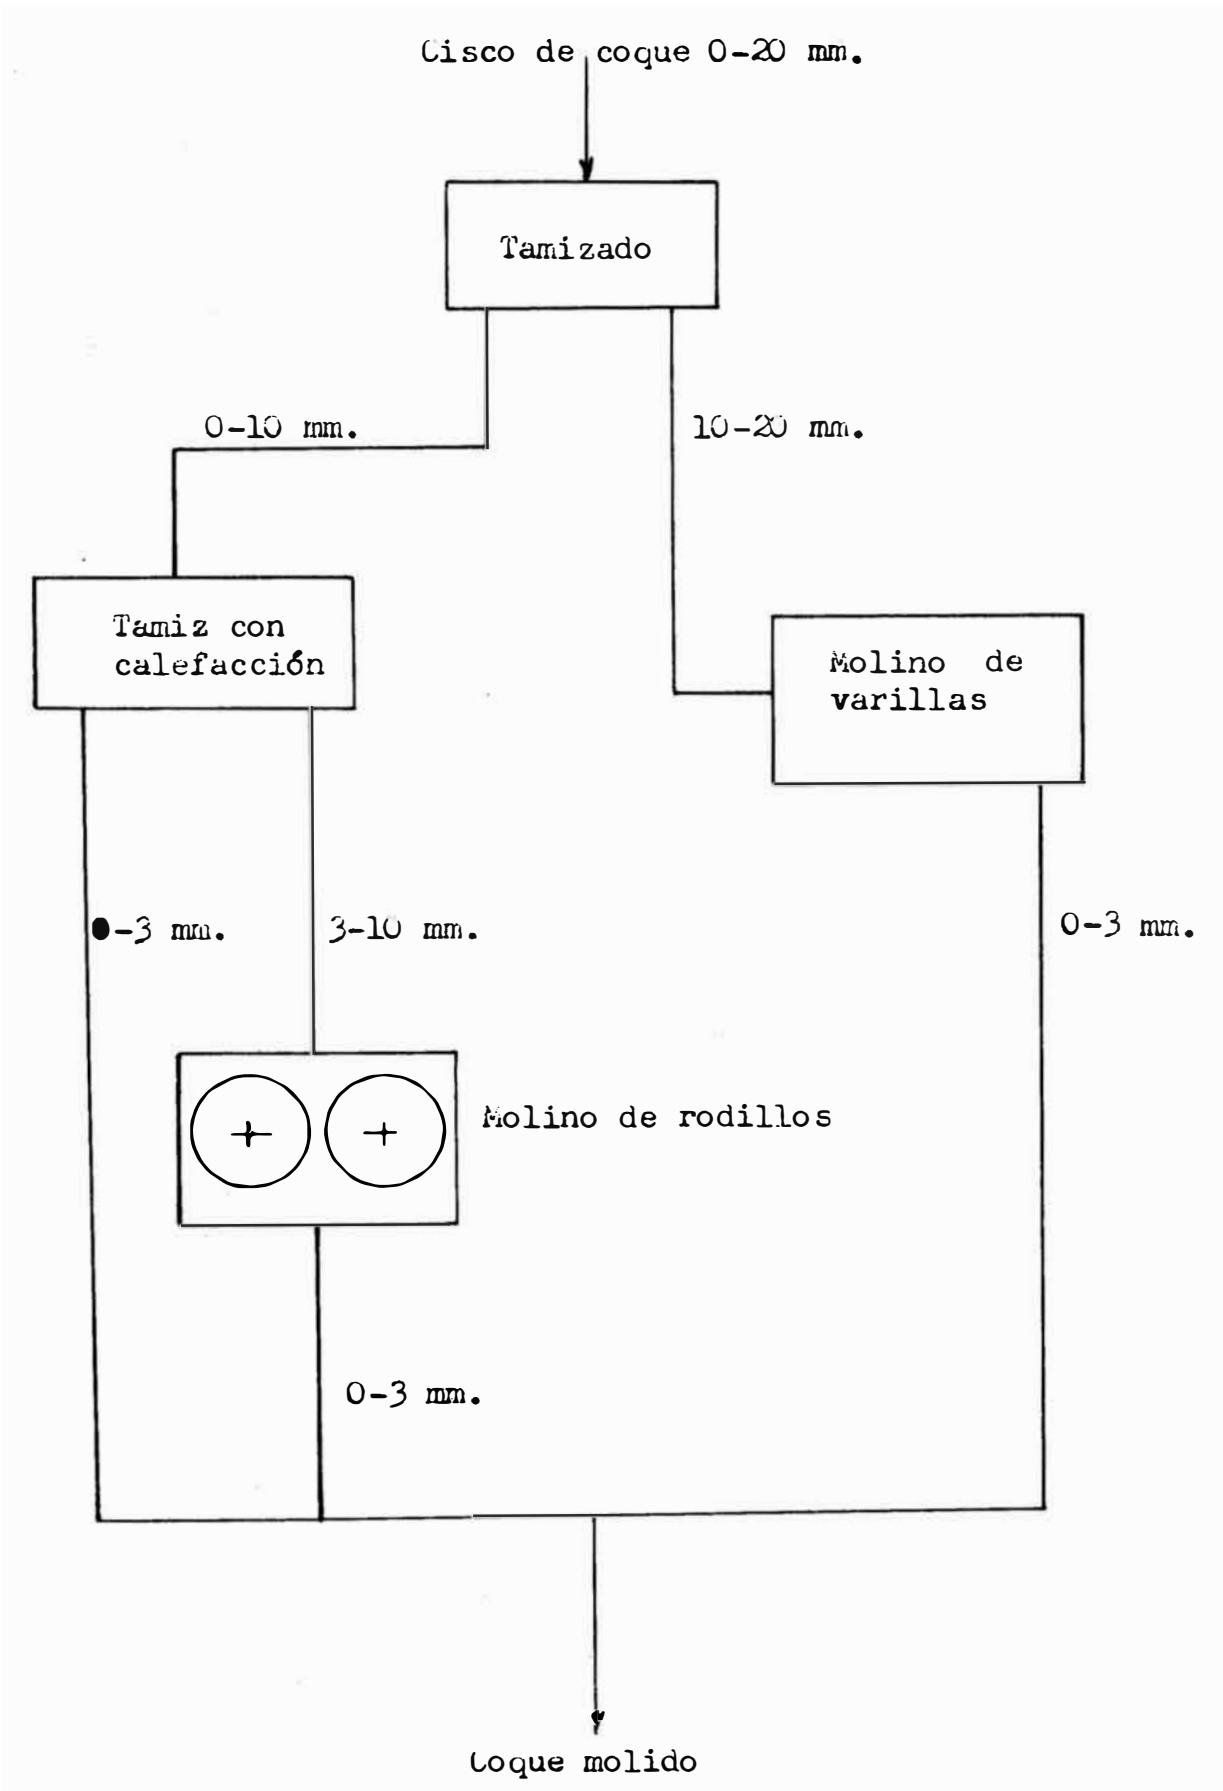 Cisco de coque 0-20 mm.
Tamizado
0-10 mm.
10-20 mm.
Tamiz con
calefacción
Molino de
varillas
0-3 mm.
3-10 mm.
0-3 mm.
Molino de rodillos
0-3 mm.
Coque molido